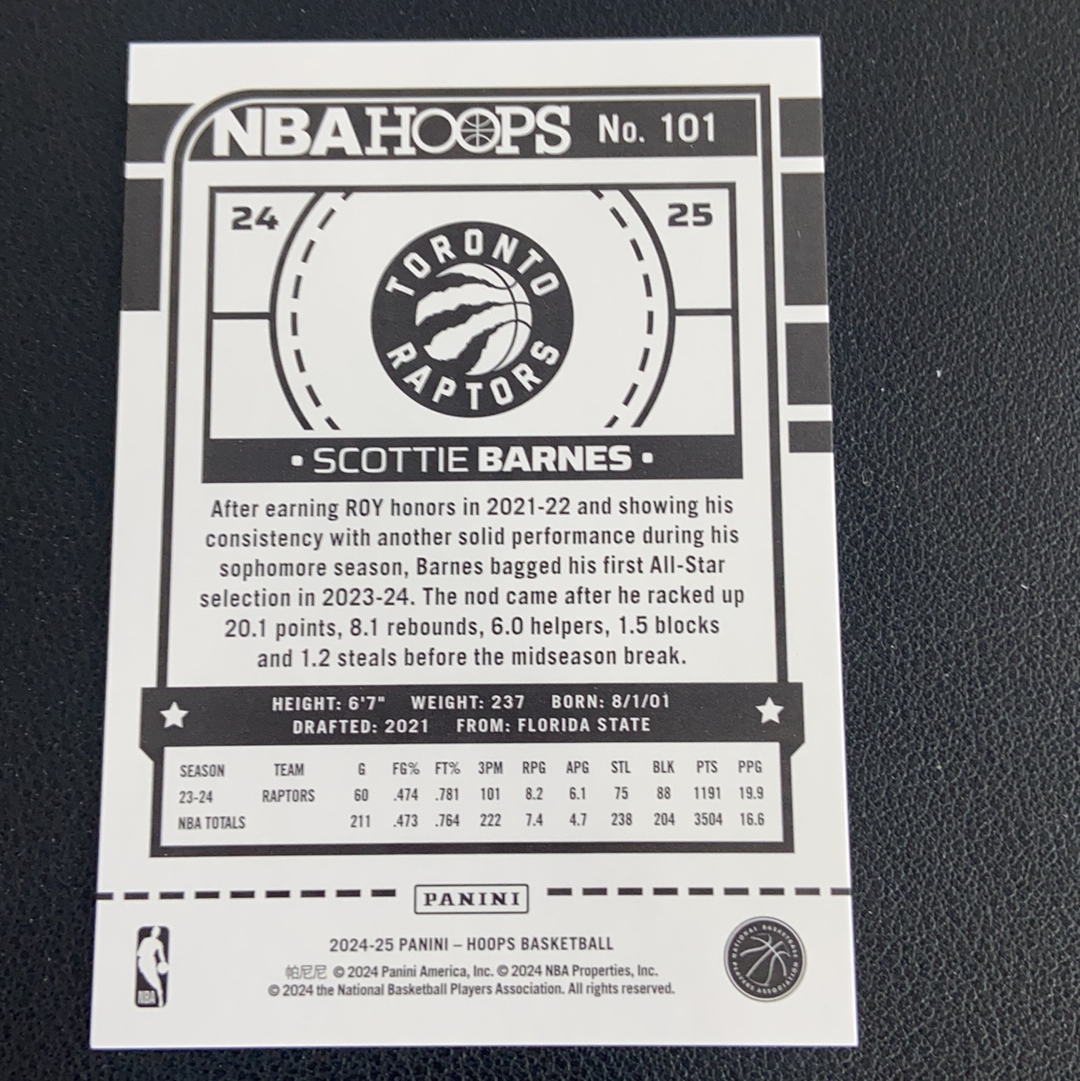 NBA HOOPS No. 101
24 25
TORONTO
RAPTORS
• SCOTTIE BARNES •
After earning ROY honors in 2021-22 and showing his
consistency with another solid performance during his
sophomore season, Barnes bagged his first All-Star
selection in 2023-24. The nod came after he racked up
20.1 points, 8.1 rebounds, 6.0 helpers, 1.5 blocks
and 1.2 steals before the midseason break.
HEIGHT: 6'7" WEIGHT: 237 BORN: 8/1/01
DRAFTED: 2021 FROM: FLORIDA STATE
SEASON TEAM G FG% FT% 3PM RPG APG STL BLK PTS PPG
23-24 RAPTORS 60 .474 .781 101 8.2 6.1 75 88 1191 19.9
NBA TOTALS 211 .473 .764 222 7.4 4.7 238 204 3504 16.6
PANINI
2024-25 PANINI – HOOPS BASKETBALL
帕尼尼 © 2024 Panini America, Inc. © 2024 NBA Properties, Inc.
© 2024 the National Basketball Players Association. All rights reserved.
NBA
NATIONAL BASKETBALL PLAYERS ASSOCIATION